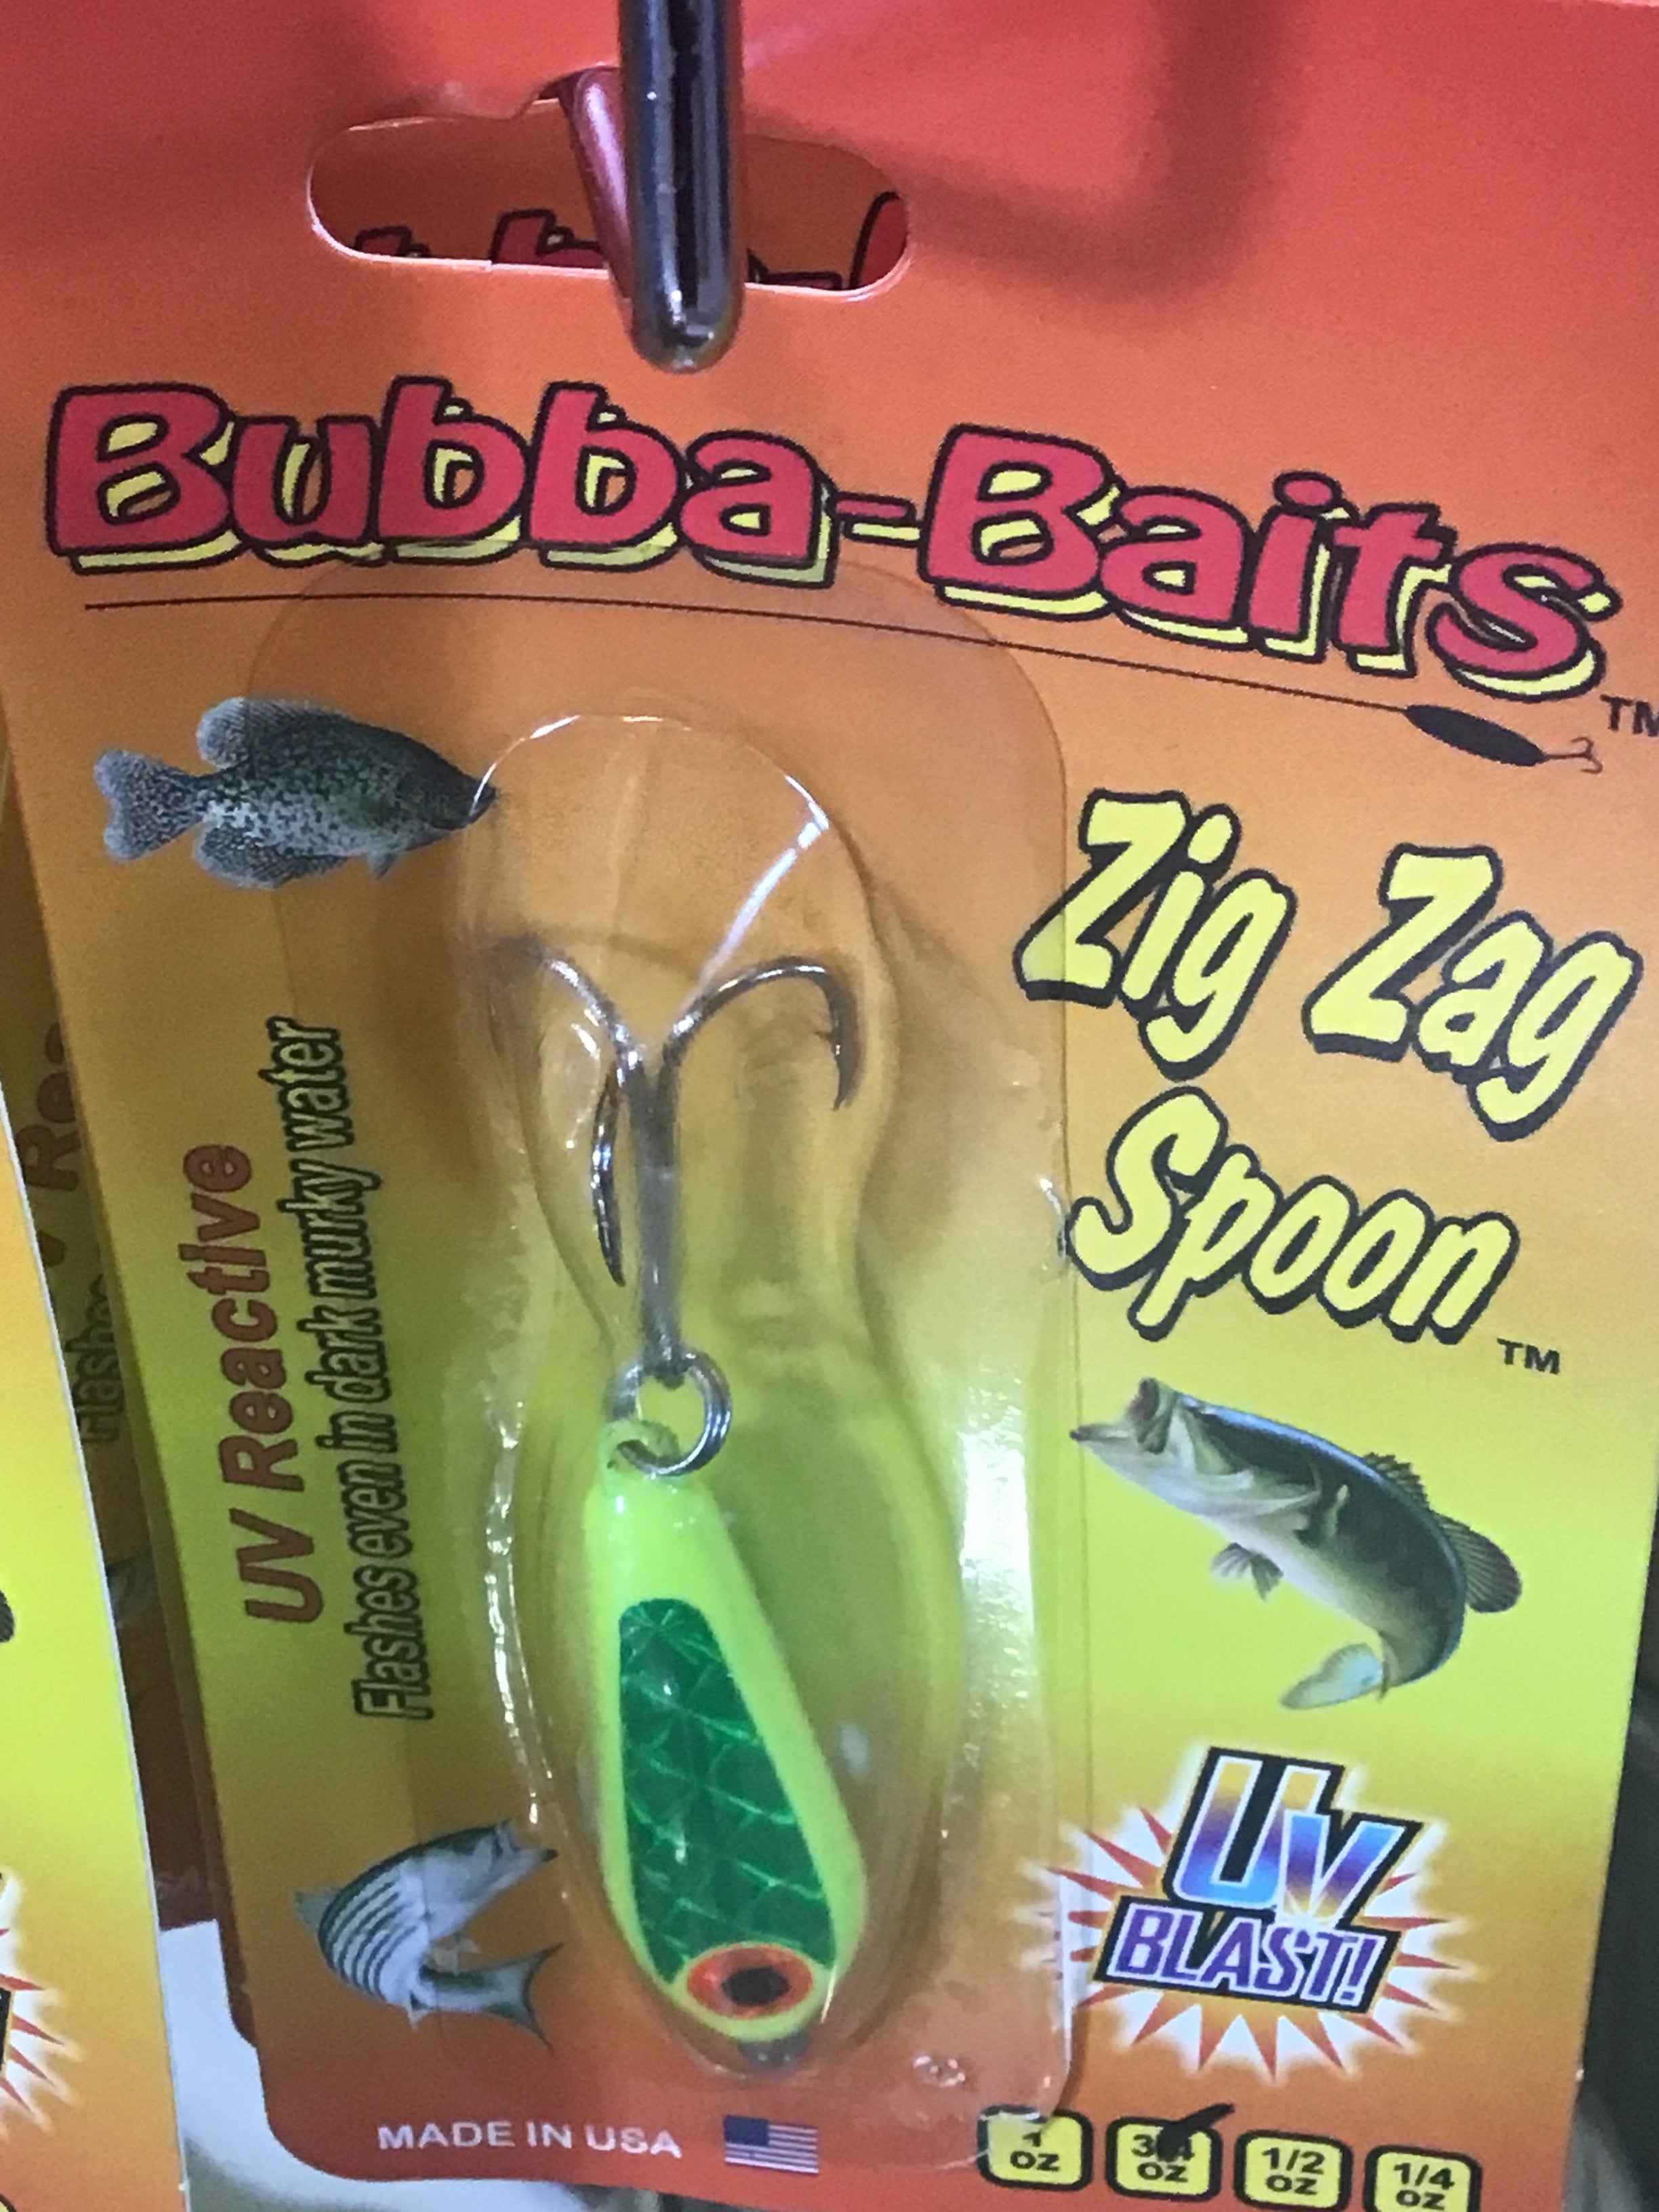 Bubba-Baits TM
Zig Zag
Spoon TM
UV Reactive
Flashes even in dark murky water
UV
BLAST!
MADE IN USA
1 OZ
3/4 OZ
1/2 OZ
1/4 OZ